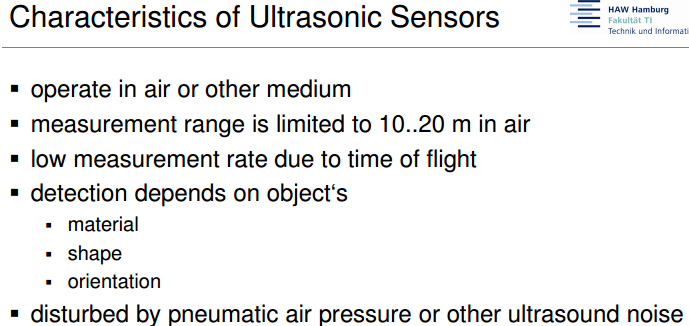 Characteristics of Ultrasonic Sensors
HAW Hamburg
Fakultät TI
Technik und Informati
▪ operate in air or other medium
▪ measurement range is limited to 10..20 m in air
▪ low measurement rate due to time of flight
▪ detection depends on object‘s
▪ material
▪ shape
▪ orientation
▪ disturbed by pneumatic air pressure or other ultrasound noise